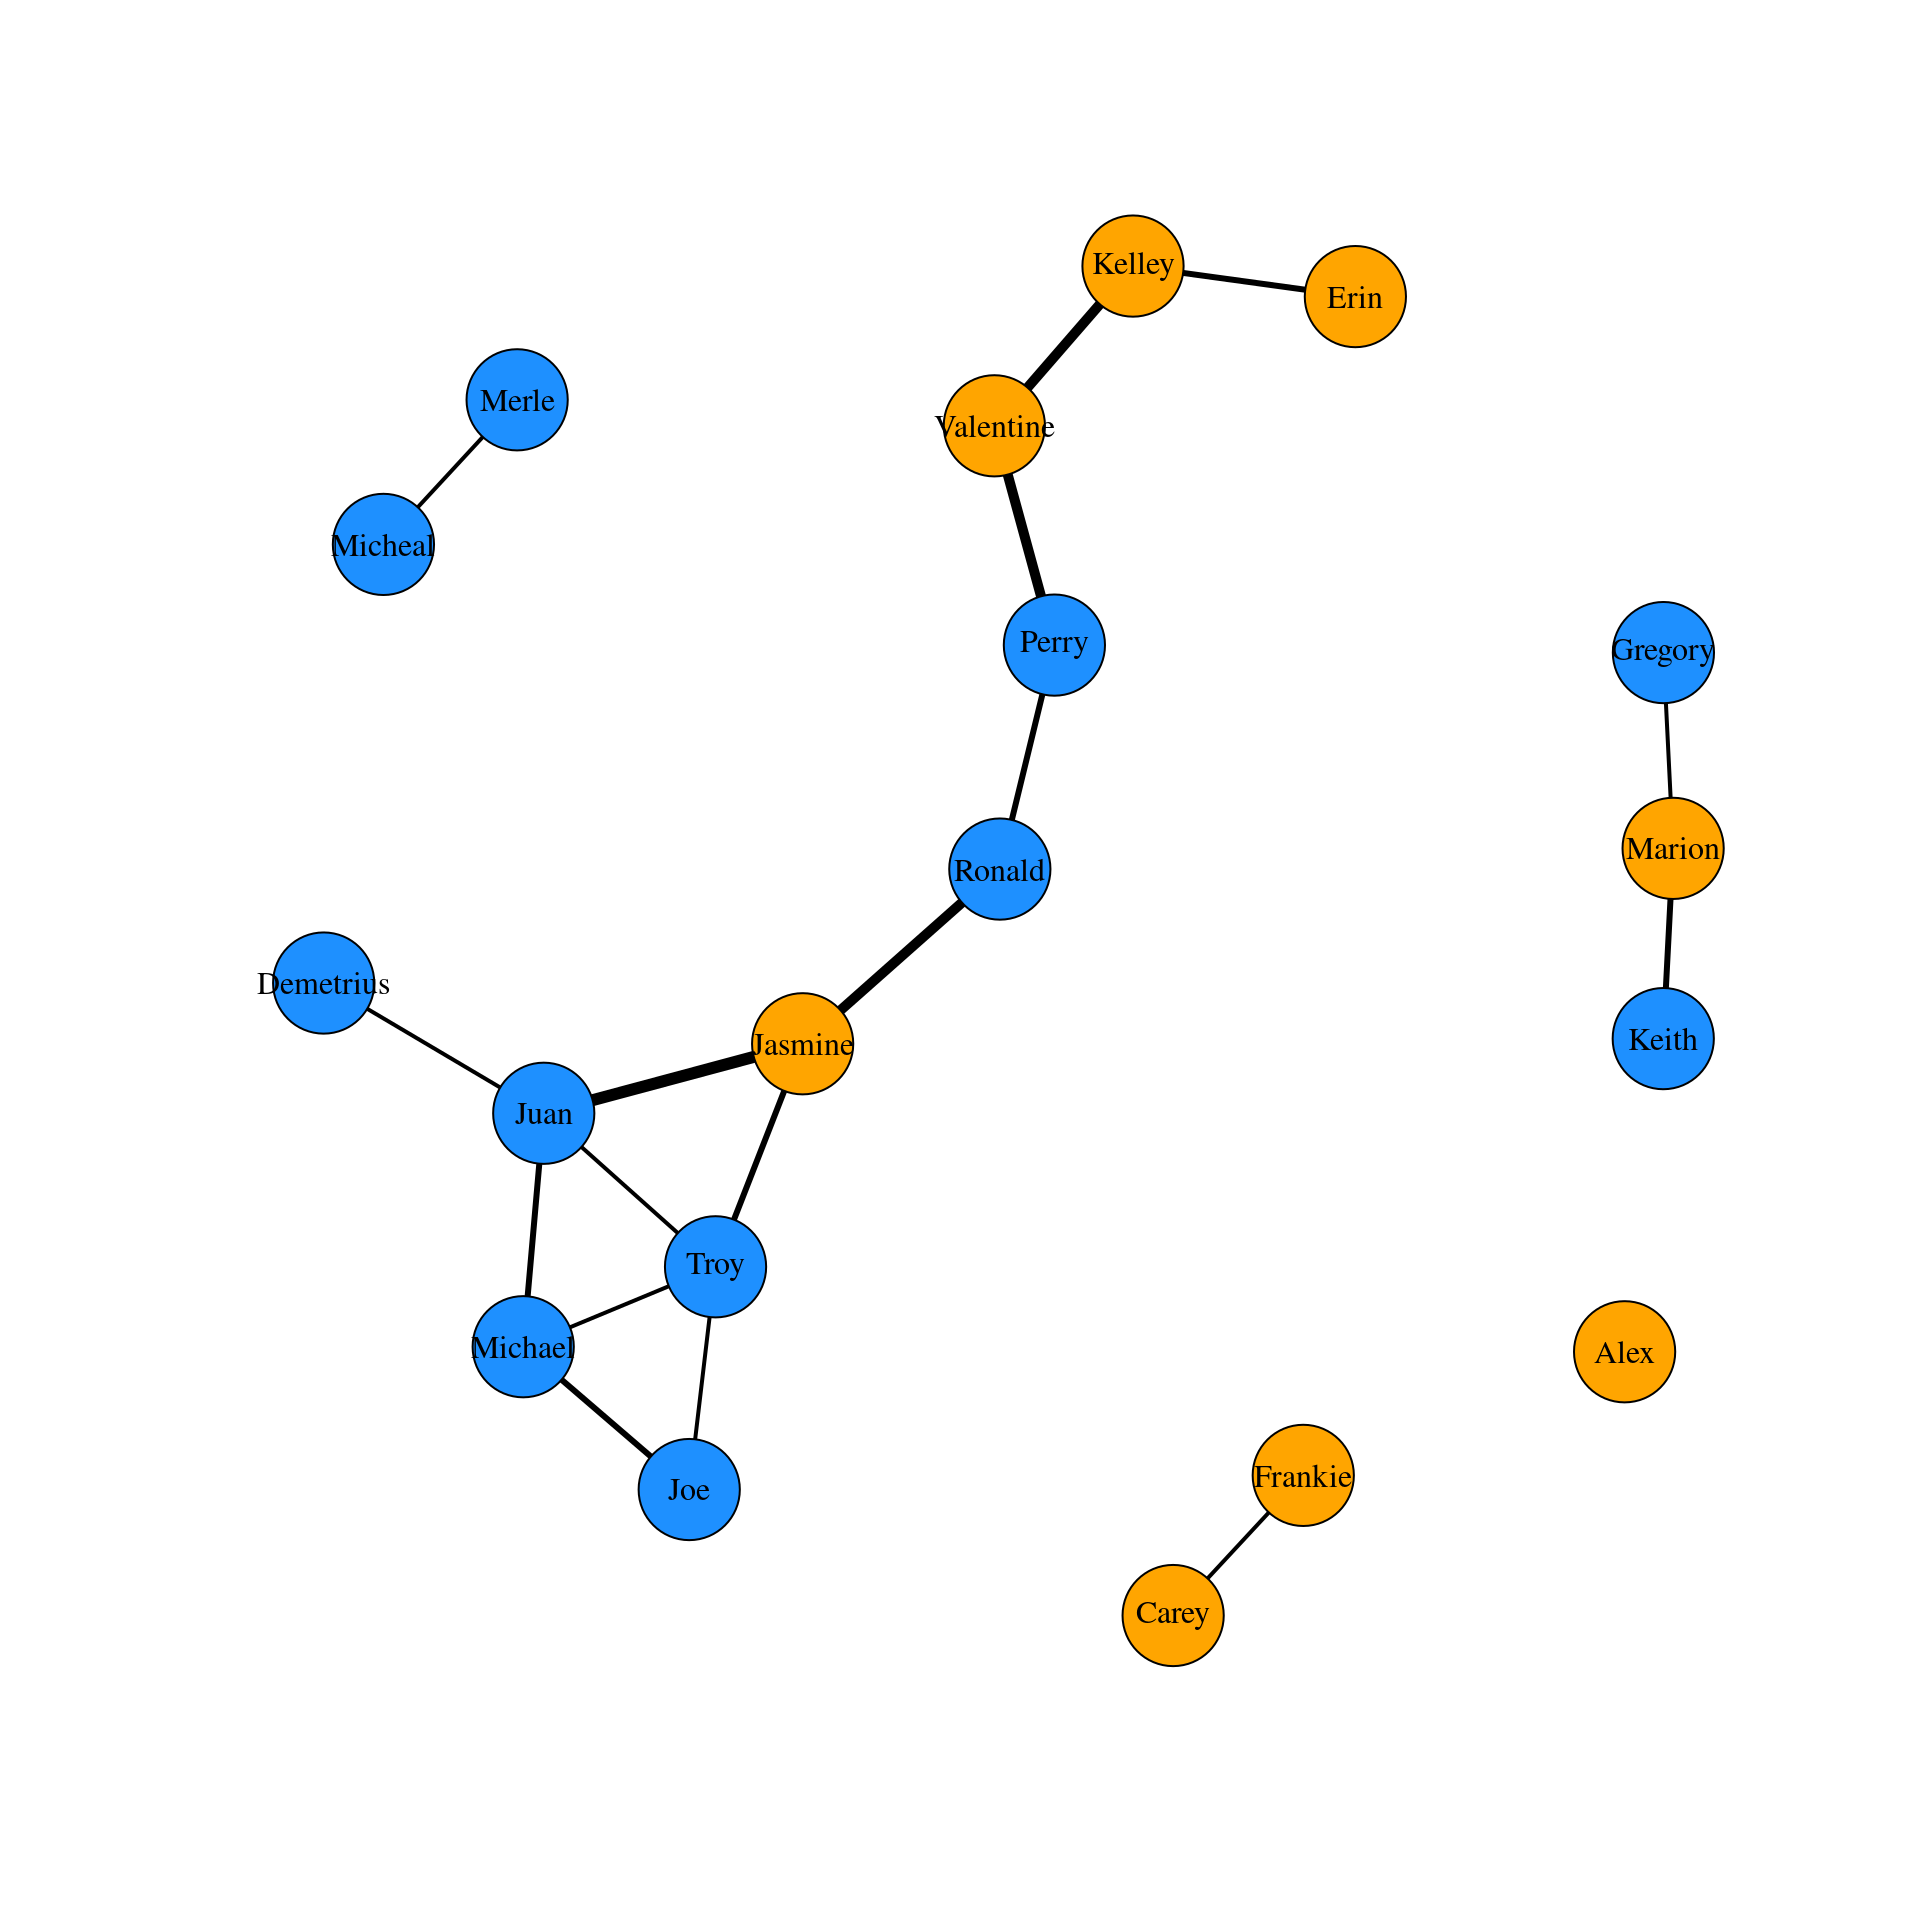 Kelley
Erin
Merle
Valentine
Micheal
Perry
Gregory
Marion
Ronald
Demetrius
Keith
Jasmine
Juan
Troy
Michael
Alex
Frankie
Joe
Carey